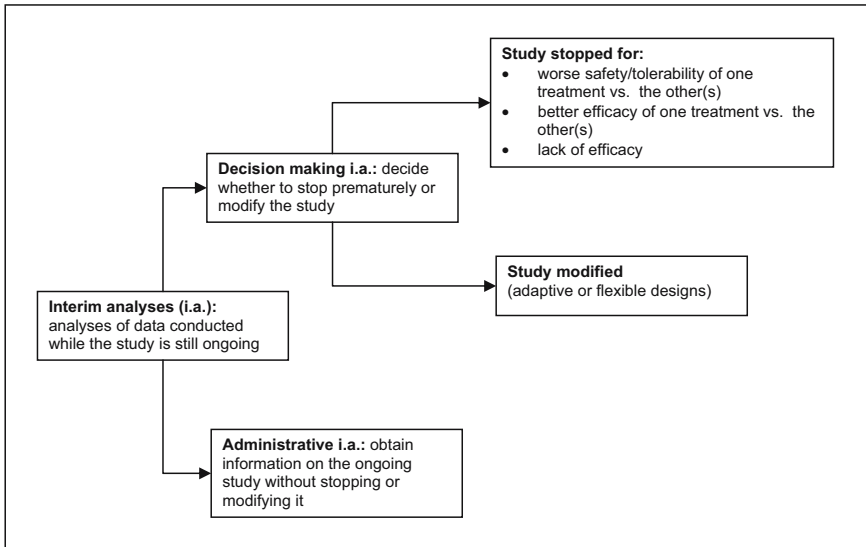 Study stopped for:
• worse safety/tolerability of one
treatment vs. the other(s)
• better efficacy of one treatment vs. the
other(s)
• lack of efficacy
Decision making i.a.: decide
whether to stop prematurely or
modify the study
Study modified
(adaptive or flexible designs)
Interim analyses (i.a.):
analyses of data conducted
while the study is still ongoing
Administrative i.a.: obtain
information on the ongoing
study without stopping or
modifying it